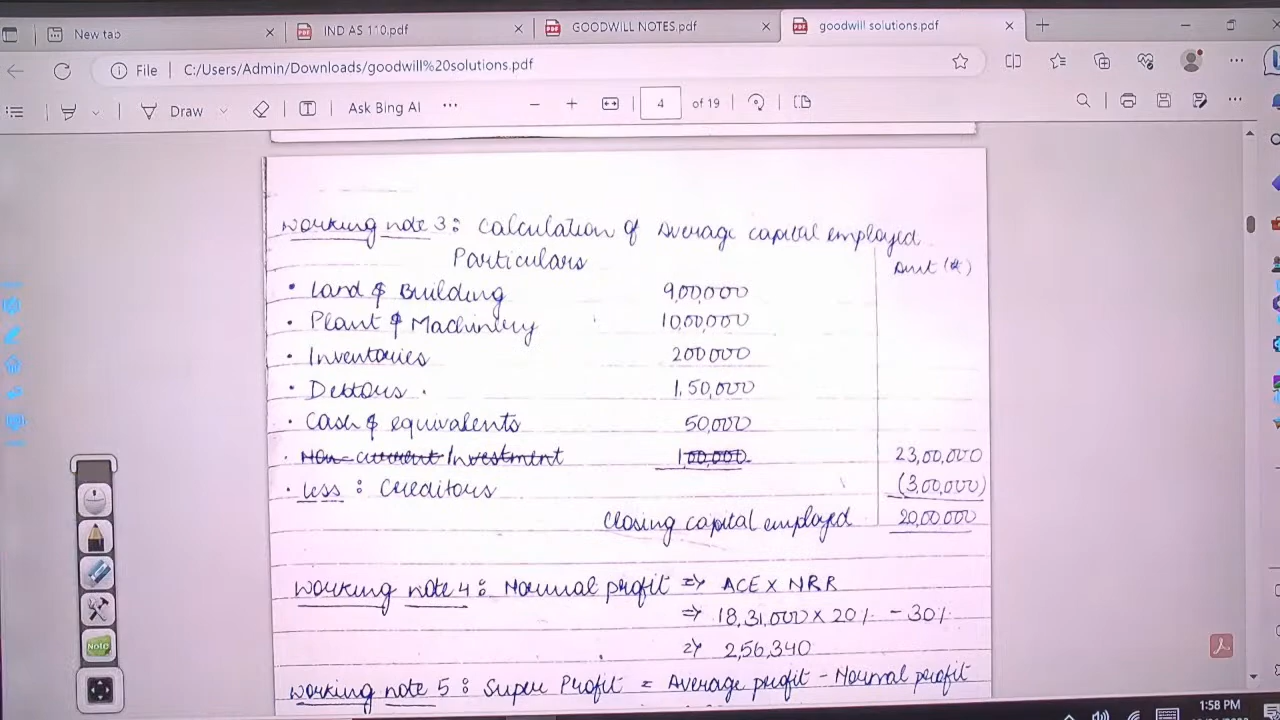 New tab
IND AS 110.pdf
GOODWILL NOTES.pdf
goodwill solutions.pdf
File | C:/Users/Admin/Downloads/goodwill%20solutions.pdf
Draw
Ask Bing AI
4 of 19
Working note 3: Calculation of Average capital employed
Particulars Amt (₹)
• Land & Building 9,00,000
• Plant & Machinery 10,00,000
• Inventories 200000
• Debtors. 1,50,000
• Cash & equivalents 50,000
• Non-current Investment 1,00,000 23,00,000
• Less: Creditors (3,00,000)
Closing capital employed 20,00,000
Working note 4: Normal profit => ACE X NRR
=> 18,31,000 X 20% - 30%
=> 2,56,340
Working note 5: Super Profit = Average profit - Normal profit
NOTE
1:58 PM